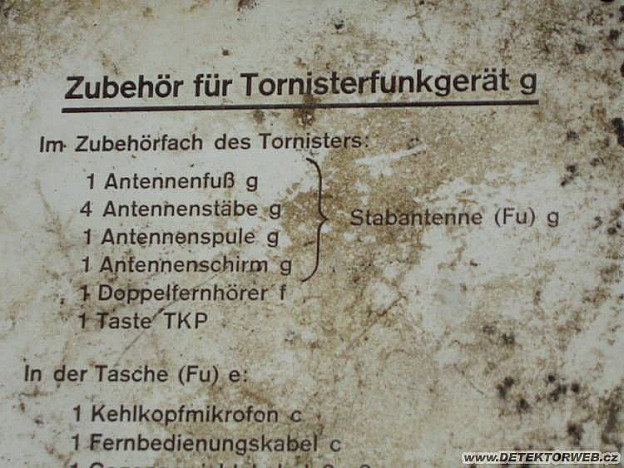 Zubehör für Tornisterfunkgerät g
Im Zubehörfach des Tornisters:
1 Antennenfuß g
4 Antennenstäbe g
1 Antennenspule g
1 Antennenschirm g
Stabantenne (Fu) g
1 Doppelfernhörer f
1 Taste TKP
In der Tasche (Fu) e:
1 Kehlkopfmikrofon c
1 Fernbedienungskabel c
www.DETEKTORWEB.cz